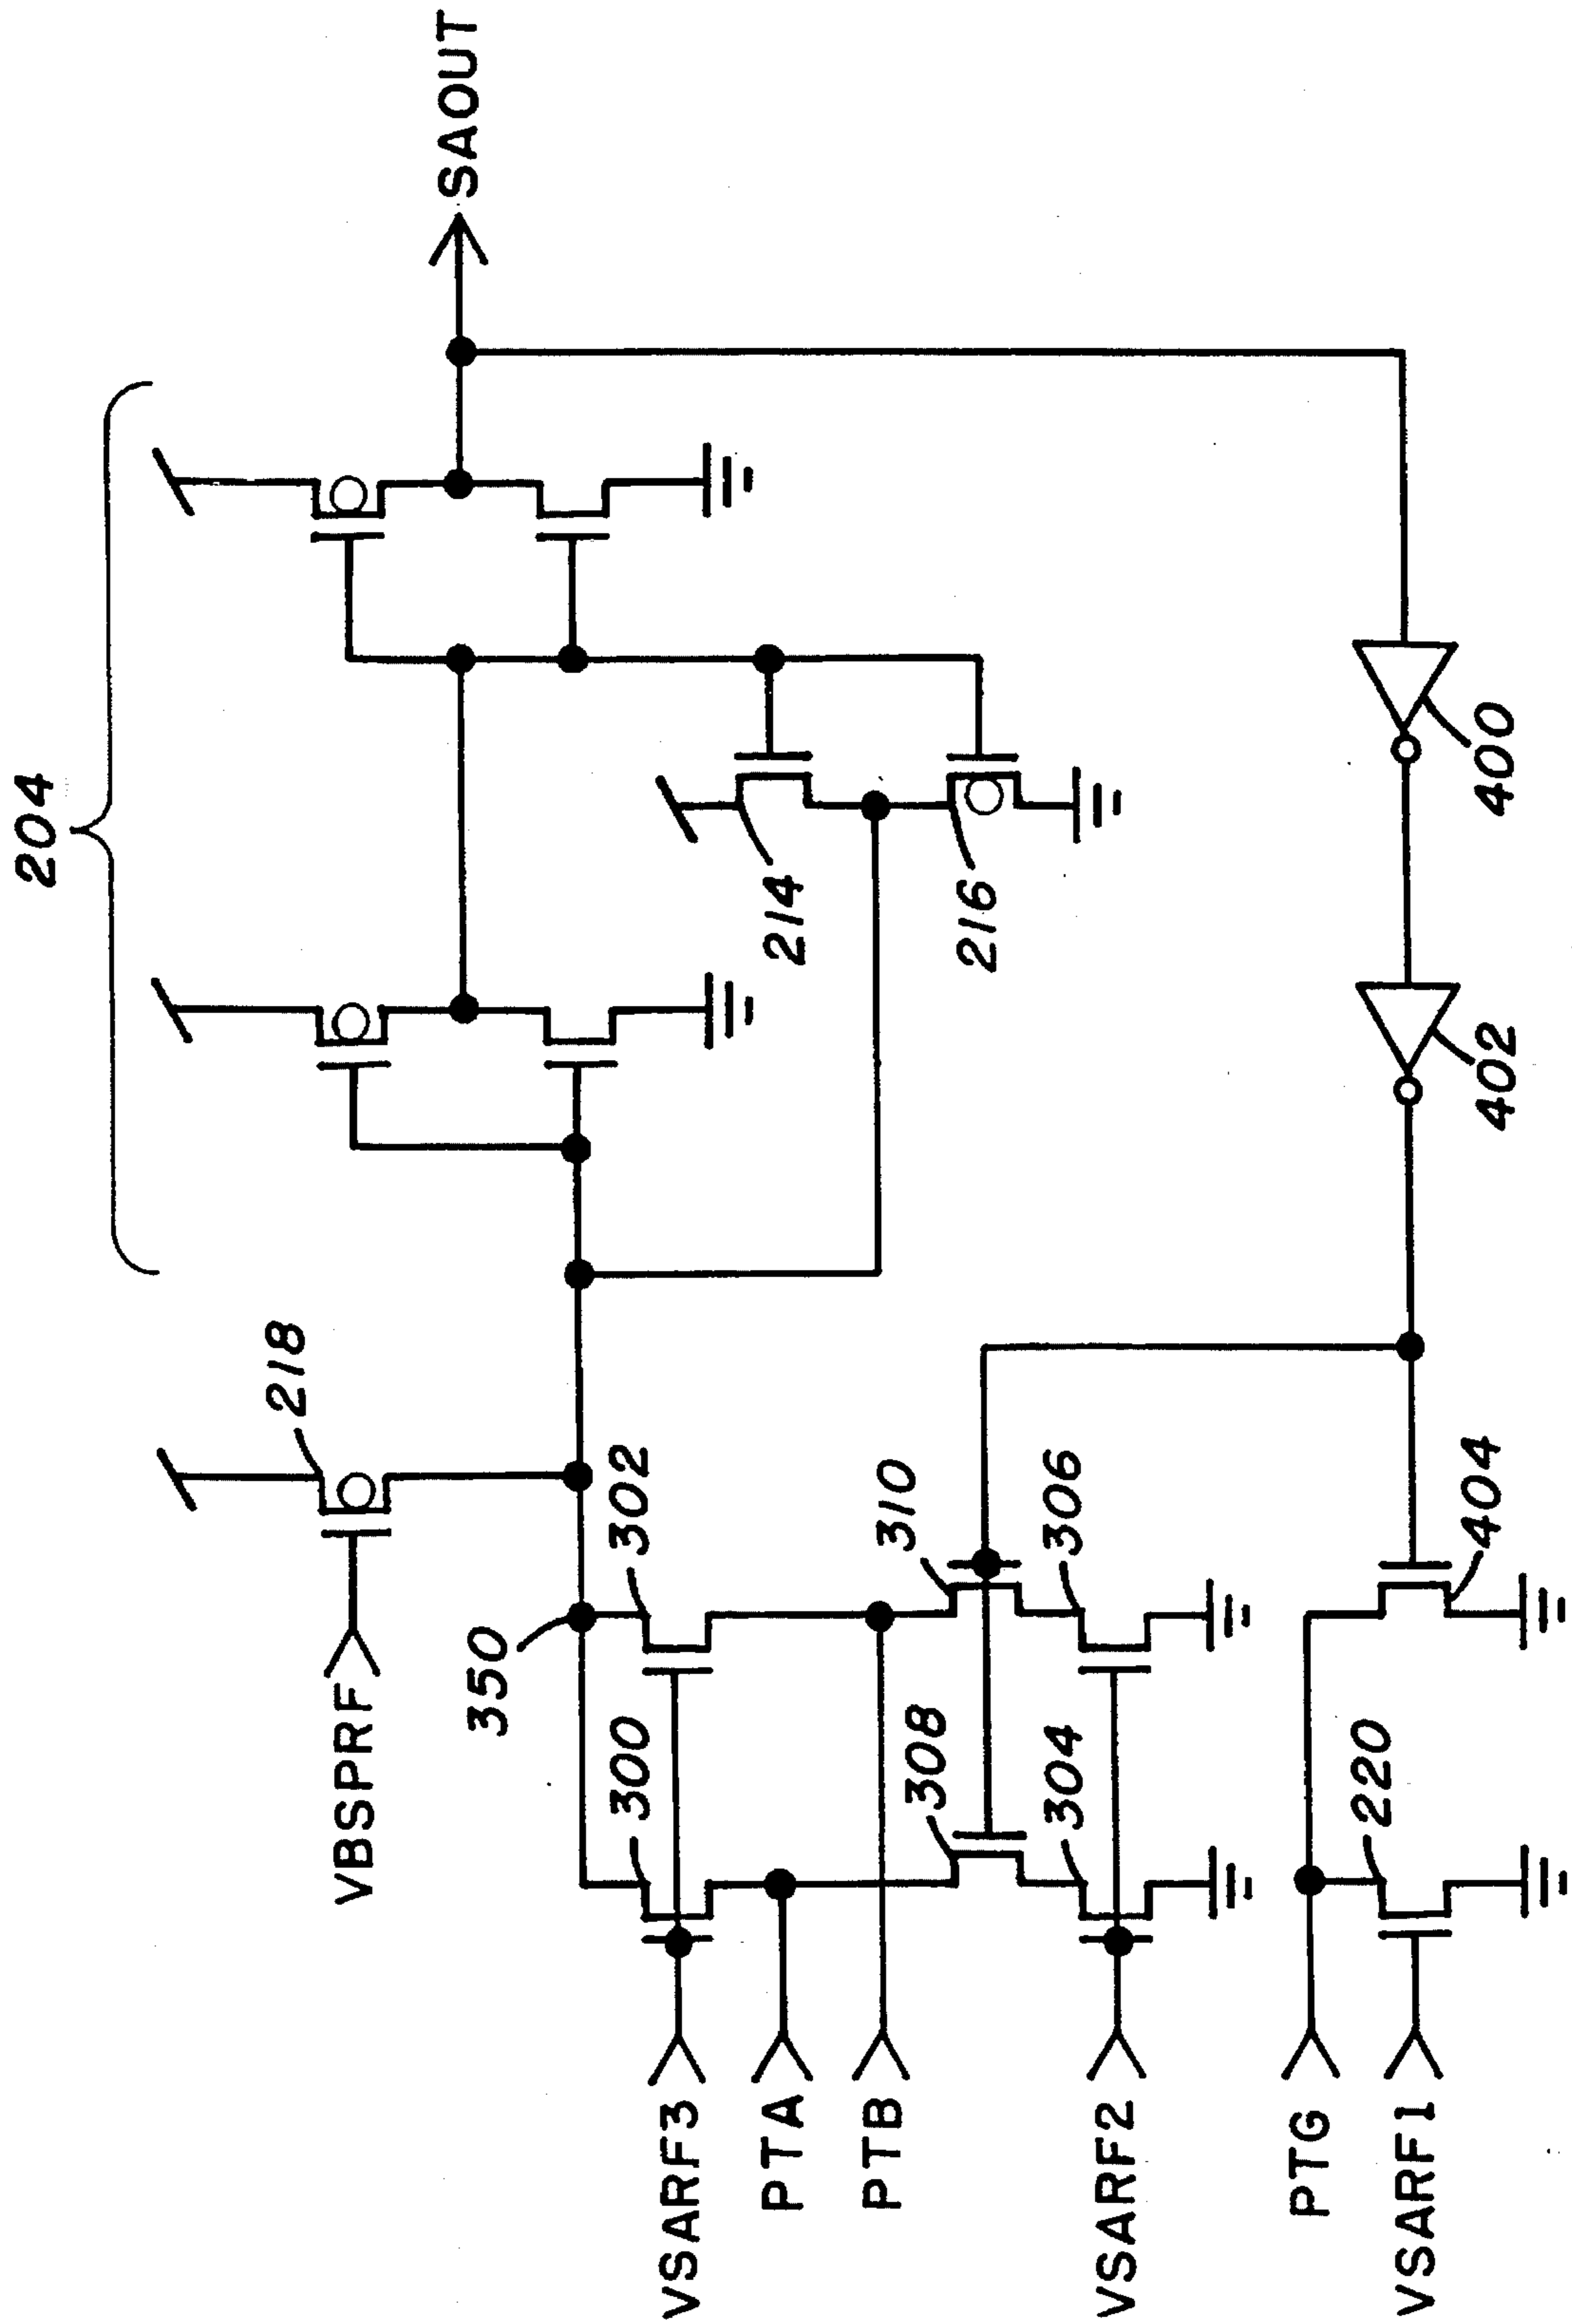 204
SAOUT
218
VBSPRF
350
302
300
214
216
310
306
308
304
VSARF3
PTA
PTB
VSARF2
PTG
VSARF1
220
404
402
400